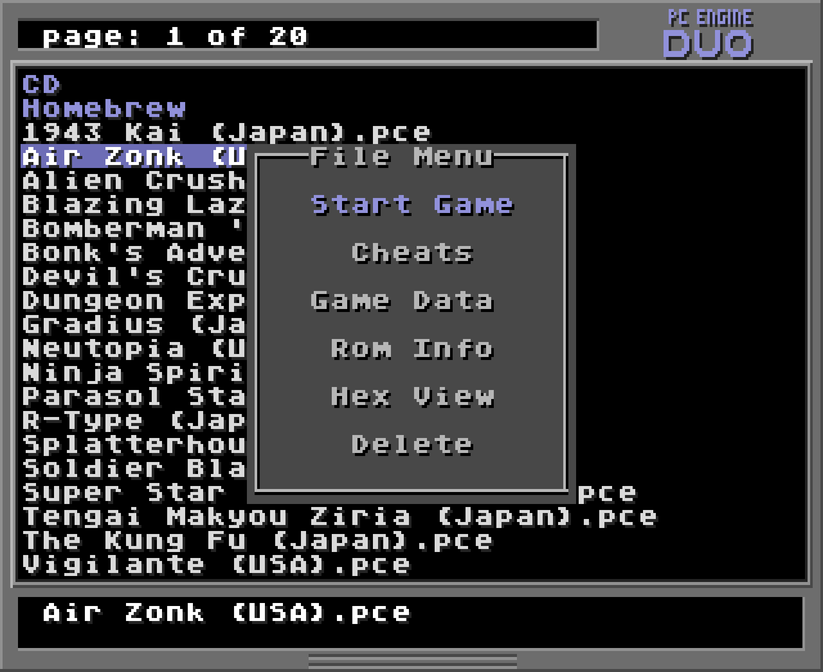 page: 1 of 20
PC ENGINE
DUO
CD
Homebrew
1943 Kai (Japan).pce
Air Zonk (U
Alien Crush
Blazing Laz
Bomberman '
Bonk's Adve
Devil's Cru
Dungeon Exp
Gradius (Ja
Neutopia (U
Ninja Spiri
Parasol Sta
R-Type (Jap
Splatterhou
Soldier Bla
Super Star pce
Tengai Makyou Ziria (Japan).pce
The Kung Fu (Japan).pce
Vigilante (USA).pce
File Menu
Start Game
Cheats
Game Data
Rom Info
Hex View
Delete
Air Zonk (USA).pce